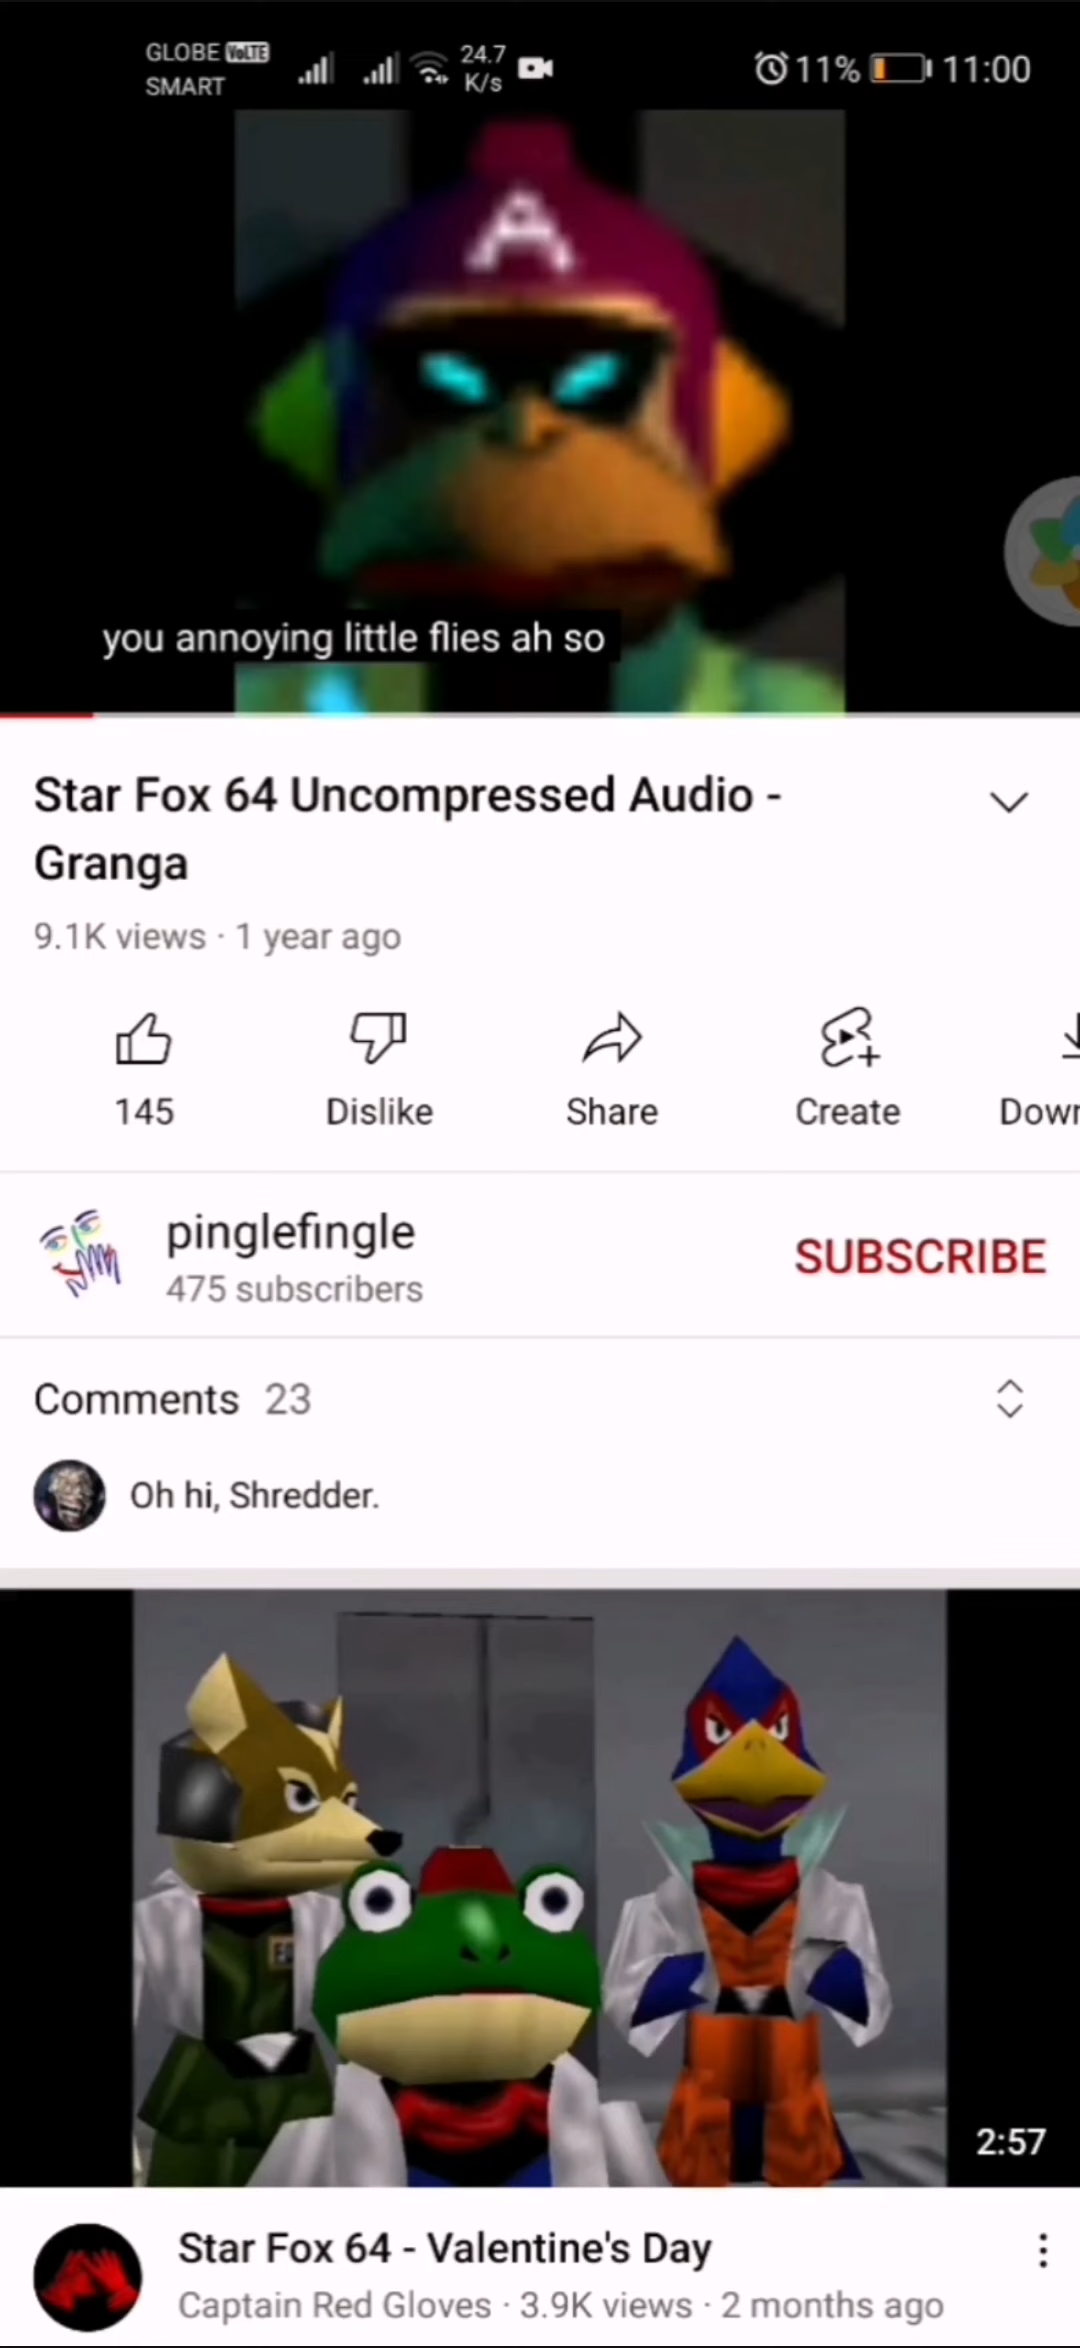 GLOBE VoLTE
SMART
24.7
K/s
11% 11:00
A
you annoying little flies ah so
Star Fox 64 Uncompressed Audio -
Granga
9.1K views · 1 year ago
145
Dislike
Share
Create
Down
pinglefingle
475 subscribers
SUBSCRIBE
Comments 23
Oh hi, Shredder.
2:57
Star Fox 64 - Valentine's Day
Captain Red Gloves · 3.9K views · 2 months ago